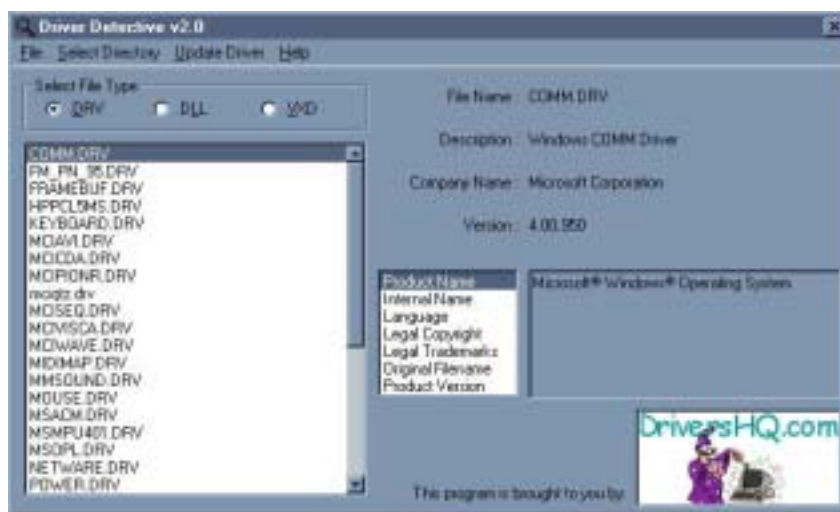 Driver Detective v2.0
File Select Directory Update Driver Help
Select File Type
DRV DLL VXD
COMM.DRV
FM_PN_95.DRV
FRAMEBUF.DRV
HPPCL5MS.DRV
KEYBOARD.DRV
MCIAVI.DRV
MCICDA.DRV
MCIPIONR.DRV
mciqtz.drv
MCISEQ.DRV
MCIVISCA.DRV
MCIWAVE.DRV
MIDIMAP.DRV
MMSOUND.DRV
MOUSE.DRV
MSACM.DRV
MSMPU401.DRV
MSOPL.DRV
NETWARE.DRV
POWER.DRV
File Name : COMM.DRV
Description : Windows COMM Driver
Company Name : Microsoft Corporation
Version : 4.00.950
Product Name
Internal Name
Language
Legal Copyright
Legal Trademarks
Original Filename
Product Version
Microsoft® Windows® Operating System
This program is brought to you by:
DriversHQ.com